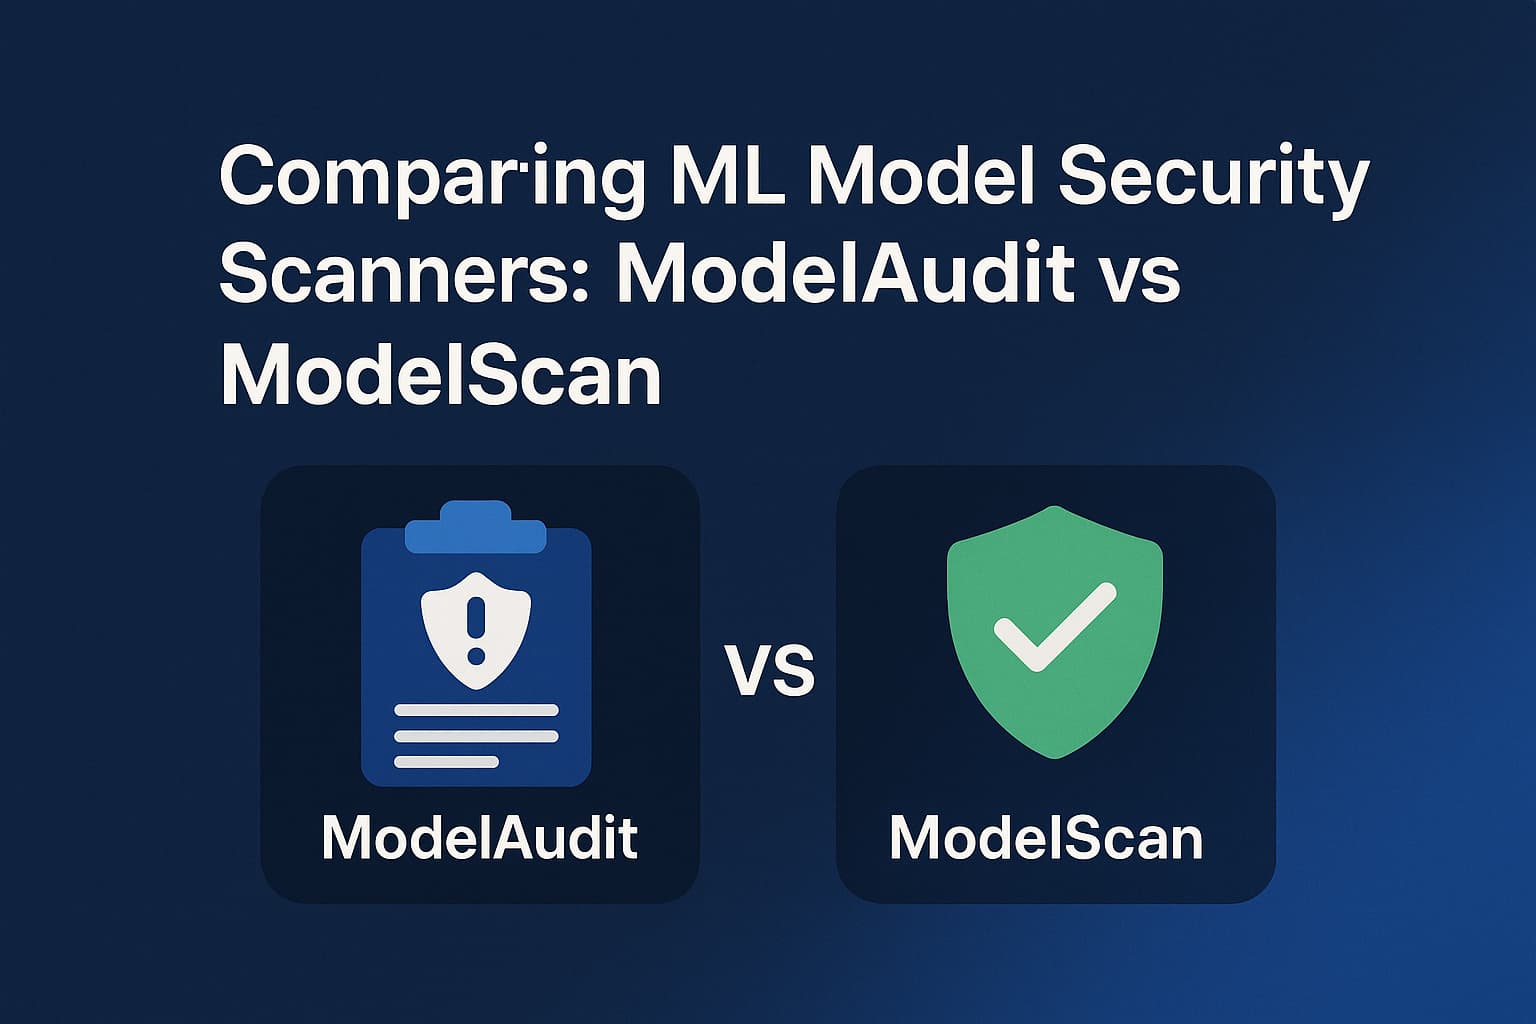 Comparing ML Model Security
Scanners: ModelAudit vs
ModelScan
VS
ModelAudit
ModelScan